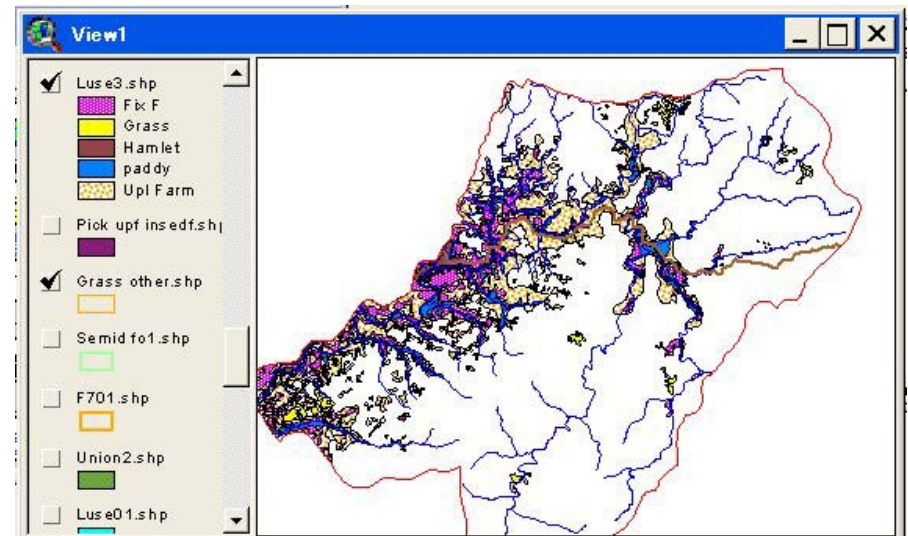 View1
Luse3.shp
Fix F
Grass
Hamlet
paddy
Upl Farm
Pick upf insedf.shp
Grass other.shp
Semid fo1.shp
F701.shp
Union2.shp
Luse01.shp